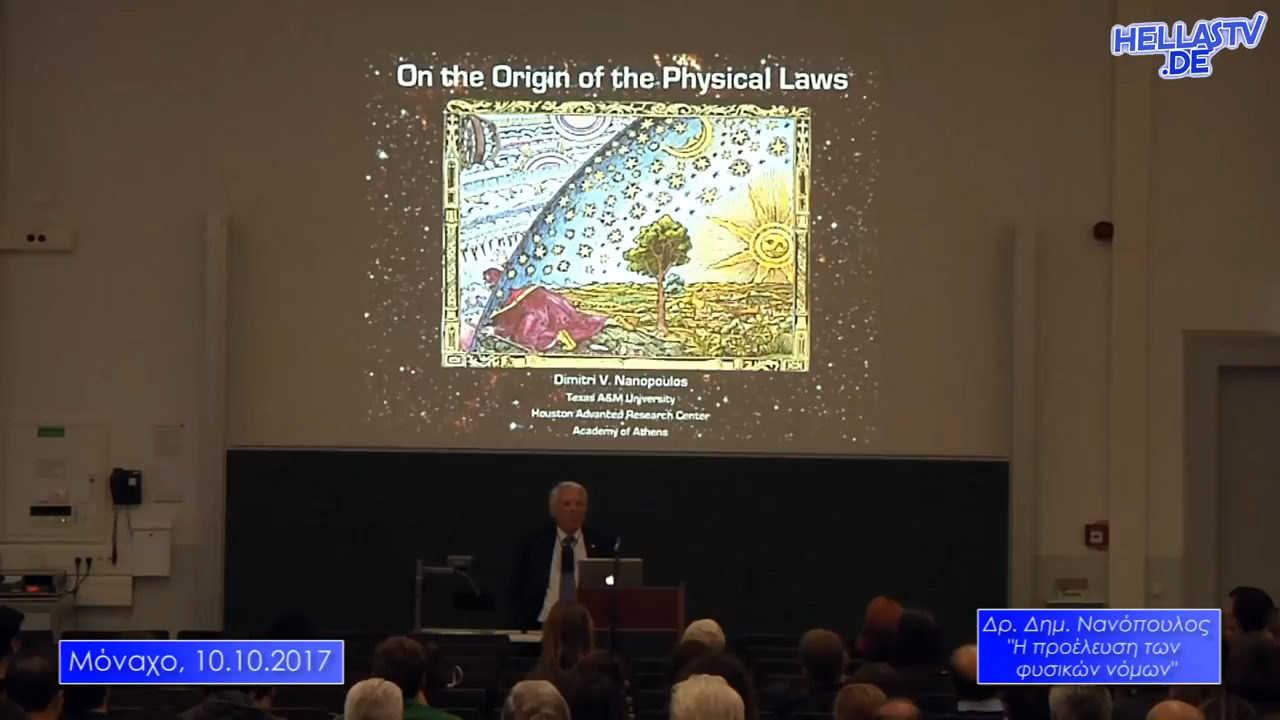 HELLASTV
.DE
On the Origin of the Physical Laws
Dimitri V. Nanopoulos
Texas A&M University
Houston Advanced Research Center
Academy of Athens
Μόναχο, 10.10.2017
Δρ. Δημ. Νανόπουλος
"Η προέλευση των
φυσικών νόμων"